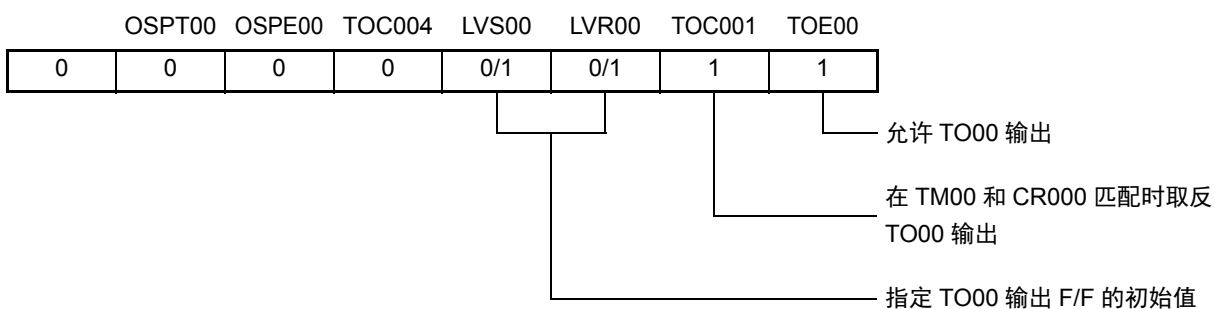 OSPT00 OSPE00 TOC004 LVS00 LVR00 TOC001 TOE00
0 0 0 0 0/1 0/1 1 1
允许 TO00 输出
在 TM00 和 CR000 匹配时取反
TO00 输出
指定 TO00 输出 F/F 的初始值